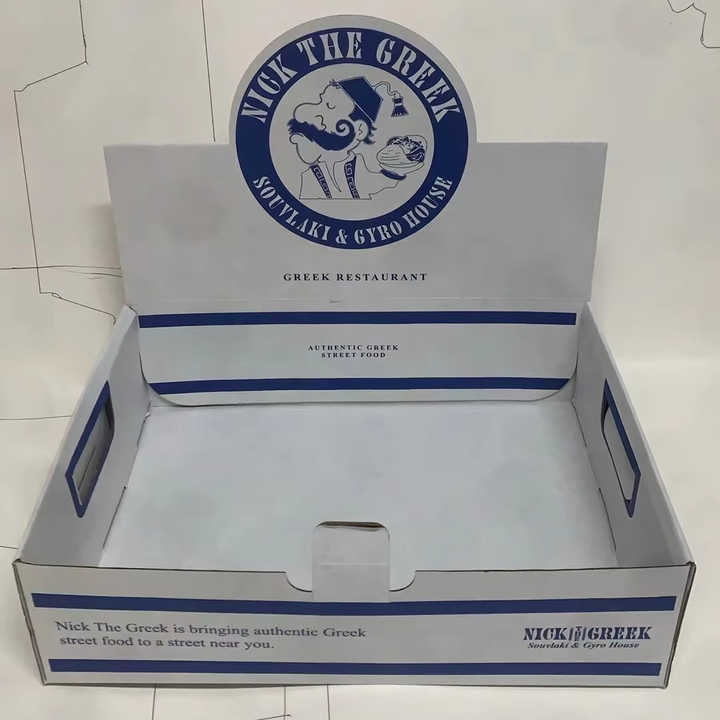 NICK THE GREEK
SOUVLAKI & GYRO HOUSE
GREEK RESTAURANT
AUTHENTIC GREEK
STREET FOOD
Nick The Greek is bringing authentic Greek
street food to a street near you.
NICK THE GREEK
Souvlaki & Gyro House